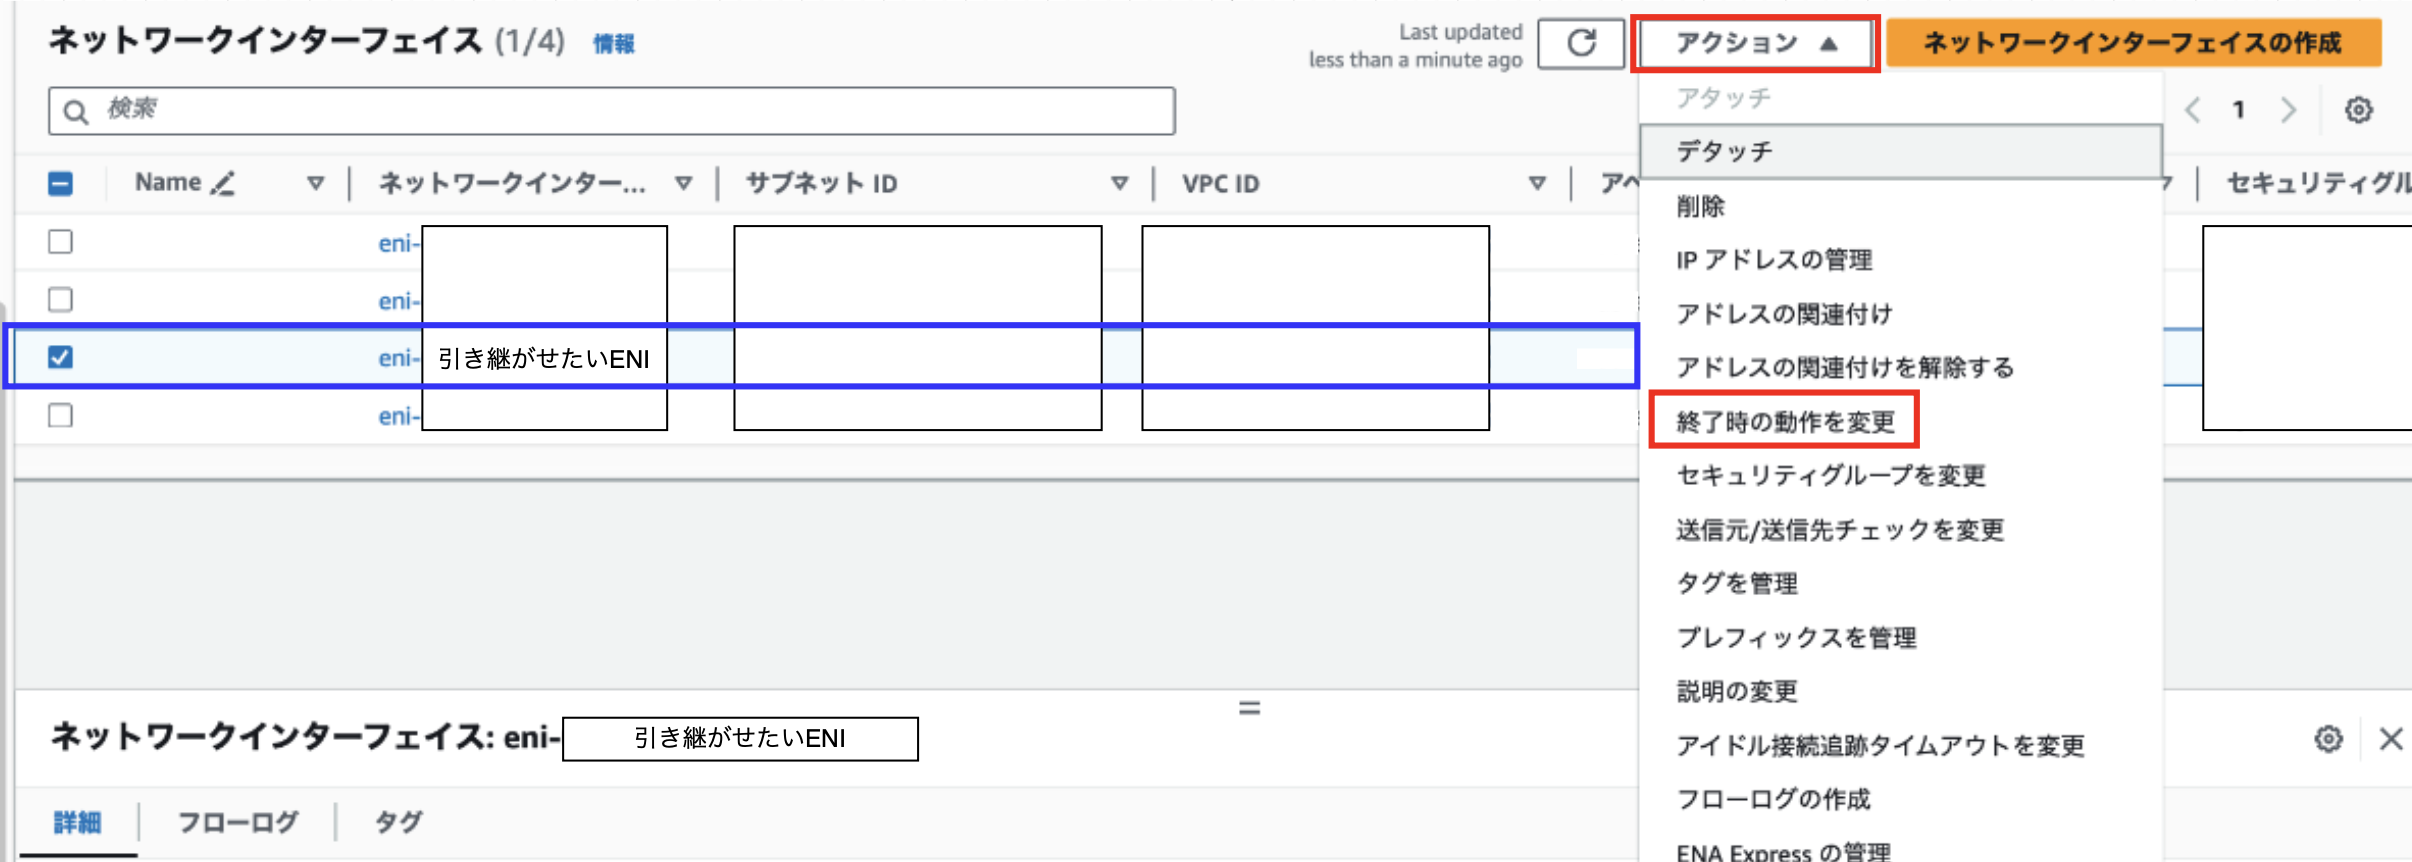 ネットワークインターフェイス (1/4) 情報
Last updated
less than a minute ago
アクション
ネットワークインターフェイスの作成
検索
アタッチ
1
デタッチ
Name
ネットワークインター...
サブネット ID
VPC ID
アベ
セキュリティグル
削除
eni-
IP アドレスの管理
eni-
アドレスの関連付け
eni- 引き継がせたいENI
アドレスの関連付けを解除する
eni-
終了時の動作を変更
セキュリティグループを変更
送信元/送信先チェックを変更
タグを管理
プレフィックスを管理
説明の変更
ネットワークインターフェイス: eni- 引き継がせたいENI
アイドル接続追跡タイムアウトを変更
フローログの作成
詳細
フローログ
タグ
ENA Express の管理